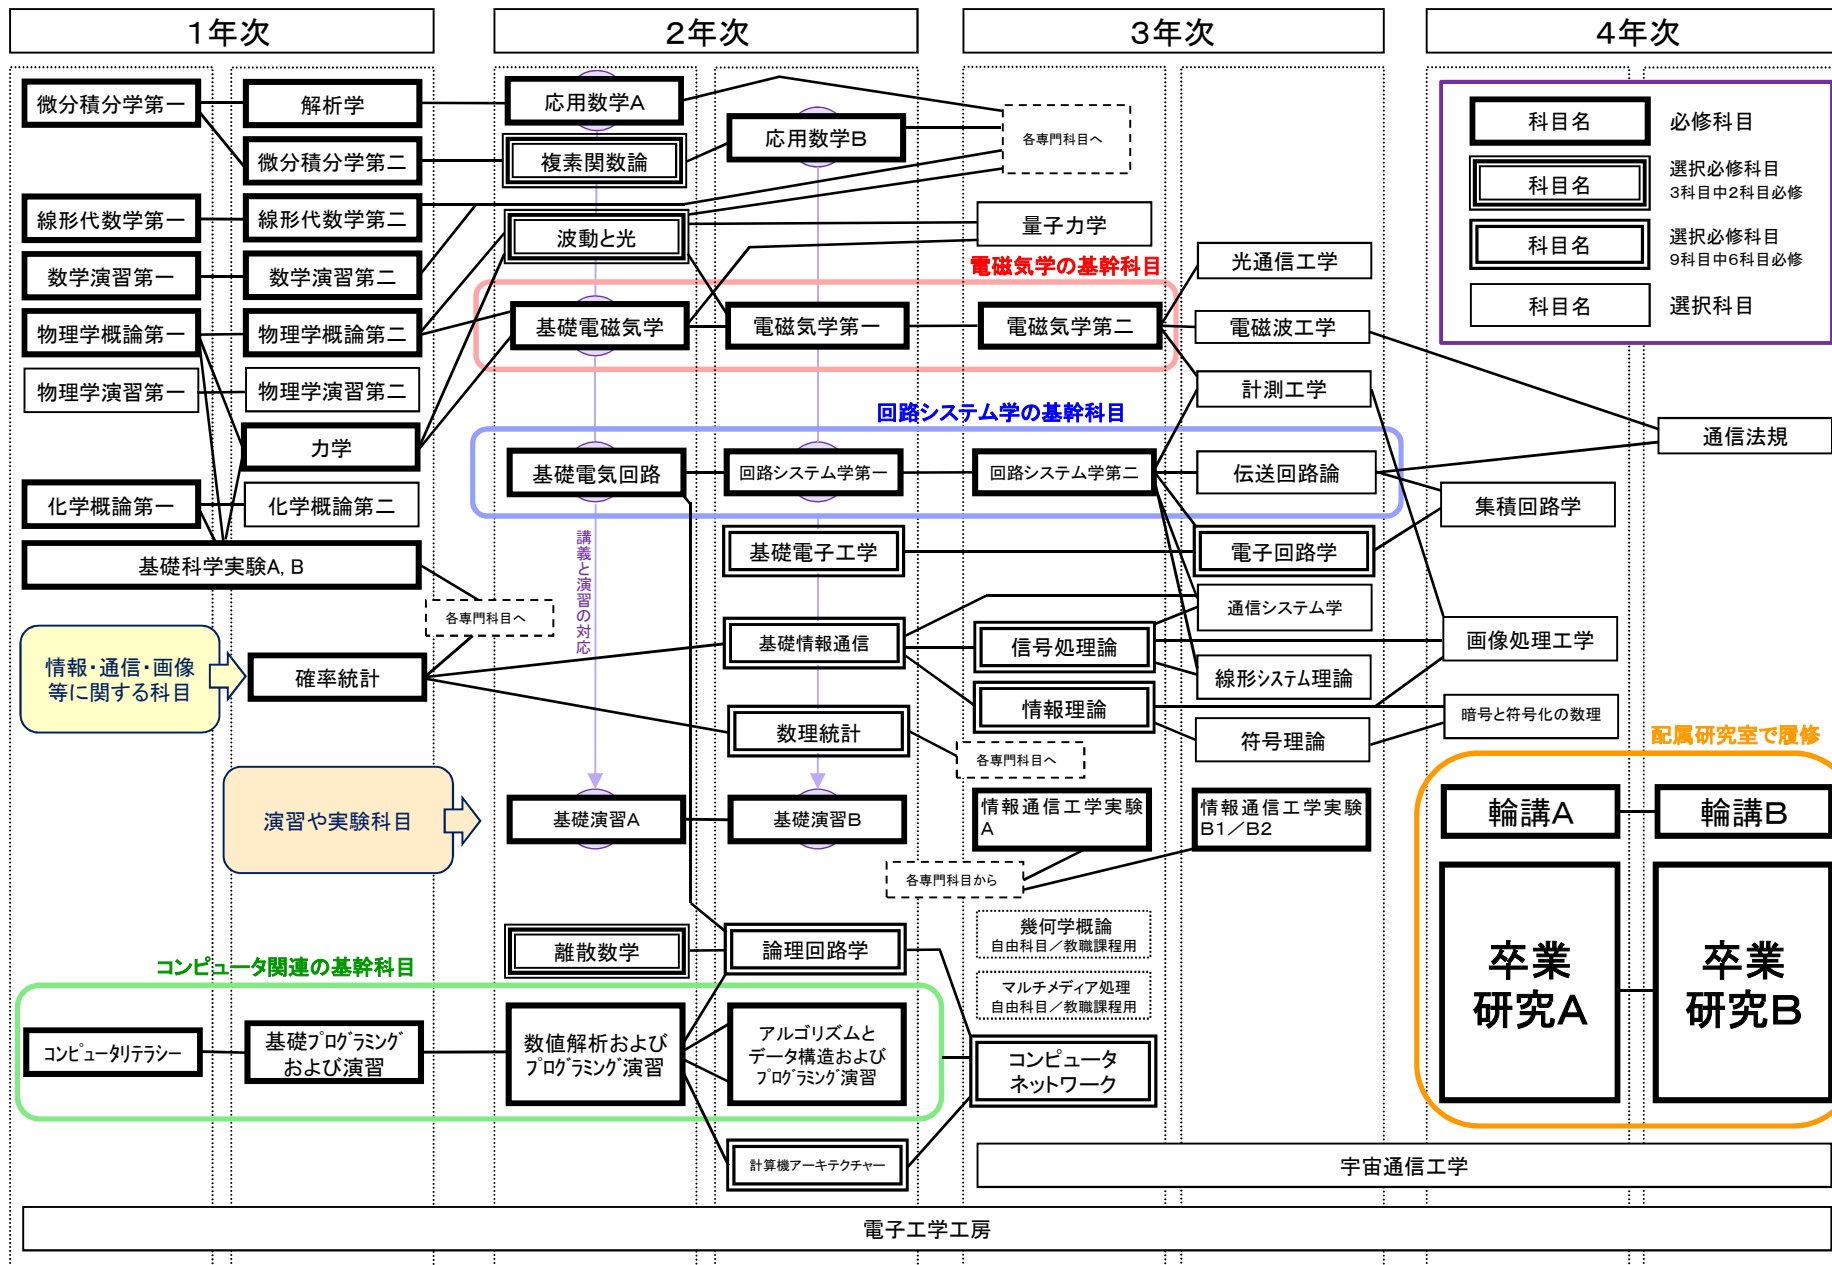 1年次
2年次
3年次
4年次
微分積分学第一
解析学
応用数学A
応用数学B
微分積分学第二
複素関数論
各専門科目へ
科目名
必修科目
科目名
選択必修科目
3科目中2科目必修
科目名
選択必修科目
9科目中6科目必修
科目名
選択科目
線形代数学第一
線形代数学第二
波動と光
量子力学
数学演習第一
数学演習第二
電磁気学の基幹科目
光通信工学
物理学概論第一
物理学概論第二
基礎電磁気学
電磁気学第一
電磁気学第二
電磁波工学
物理学演習第一
物理学演習第二
計測工学
回路システム学の基幹科目
力学
通信法規
基礎電気回路
回路システム学第一
回路システム学第二
伝送回路論
化学概論第一
化学概論第二
集積回路学
講義と演習の対応
基礎電子工学
電子回路学
基礎科学実験A, B
各専門科目へ
通信システム学
情報・通信・画像
等に関する科目
確率統計
基礎情報通信
信号処理論
画像処理工学
線形システム理論
情報理論
暗号と符号化の数理
数理統計
符号理論
各専門科目へ
配属研究室で履修
演習や実験科目
基礎演習A
基礎演習B
情報通信工学実験
A
情報通信工学実験
B1/B2
輪講A
輪講B
各専門科目から
離散数学
論理回路学
幾何学概論
自由科目/教職課程用
マルチメディア処理
自由科目/教職課程用
卒業
研究A
卒業
研究B
コンピュータ関連の基幹科目
コンピュータリテラシー
基礎プログラミング
および演習
数値解析および
プログラミング演習
アルゴリズムと
データ構造および
プログラミング演習
コンピュータ
ネットワーク
計算機アーキテクチャー
宇宙通信工学
電子工学工房